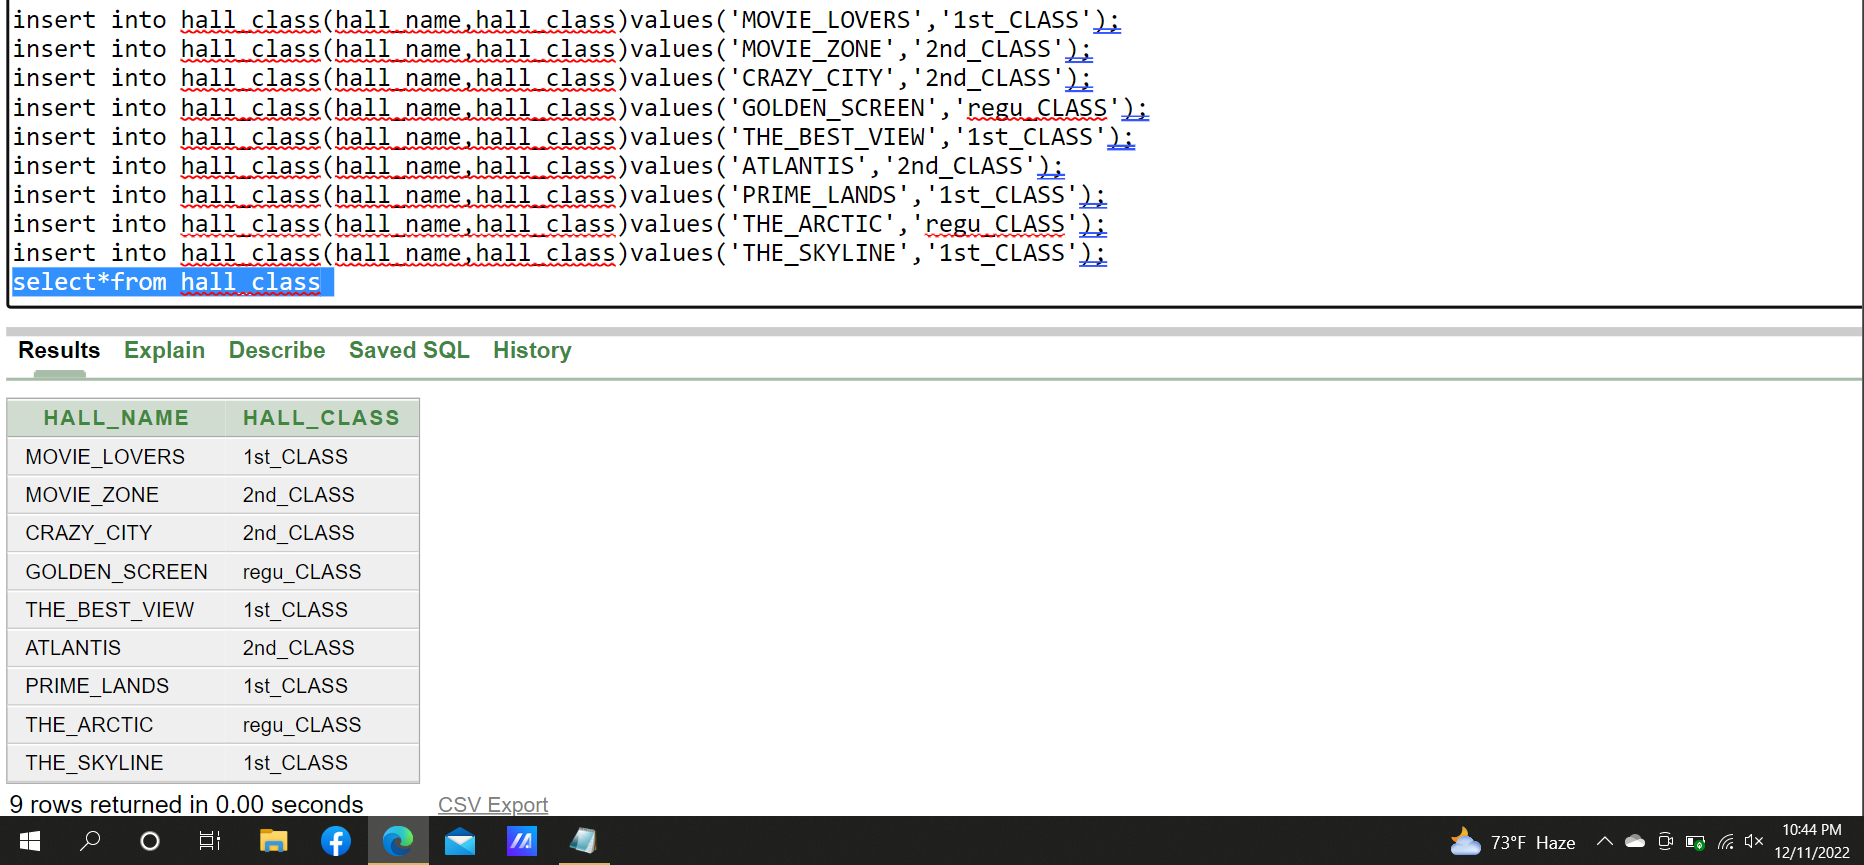 insert into hall_class(hall_name,hall_class)values('MOVIE_LOVERS','1st_CLASS');
insert into hall_class(hall_name,hall_class)values('MOVIE_ZONE','2nd_CLASS');
insert into hall_class(hall_name,hall_class)values('CRAZY_CITY','2nd_CLASS');
insert into hall_class(hall_name,hall_class)values('GOLDEN_SCREEN','regu_CLASS');
insert into hall_class(hall_name,hall_class)values('THE_BEST_VIEW','1st_CLASS');
insert into hall_class(hall_name,hall_class)values('ATLANTIS','2nd_CLASS');
insert into hall_class(hall_name,hall_class)values('PRIME_LANDS','1st_CLASS');
insert into hall_class(hall_name,hall_class)values('THE_ARCTIC','regu_CLASS');
insert into hall_class(hall_name,hall_class)values('THE_SKYLINE','1st_CLASS');
select*from hall_class
Results Explain Describe Saved SQL History
HALL_NAME HALL_CLASS
MOVIE_LOVERS 1st_CLASS
MOVIE_ZONE 2nd_CLASS
CRAZY_CITY 2nd_CLASS
GOLDEN_SCREEN regu_CLASS
THE_BEST_VIEW 1st_CLASS
ATLANTIS 2nd_CLASS
PRIME_LANDS 1st_CLASS
THE_ARCTIC regu_CLASS
THE_SKYLINE 1st_CLASS
9 rows returned in 0.00 seconds CSV Export
73°F Haze
10:44 PM
12/11/2022